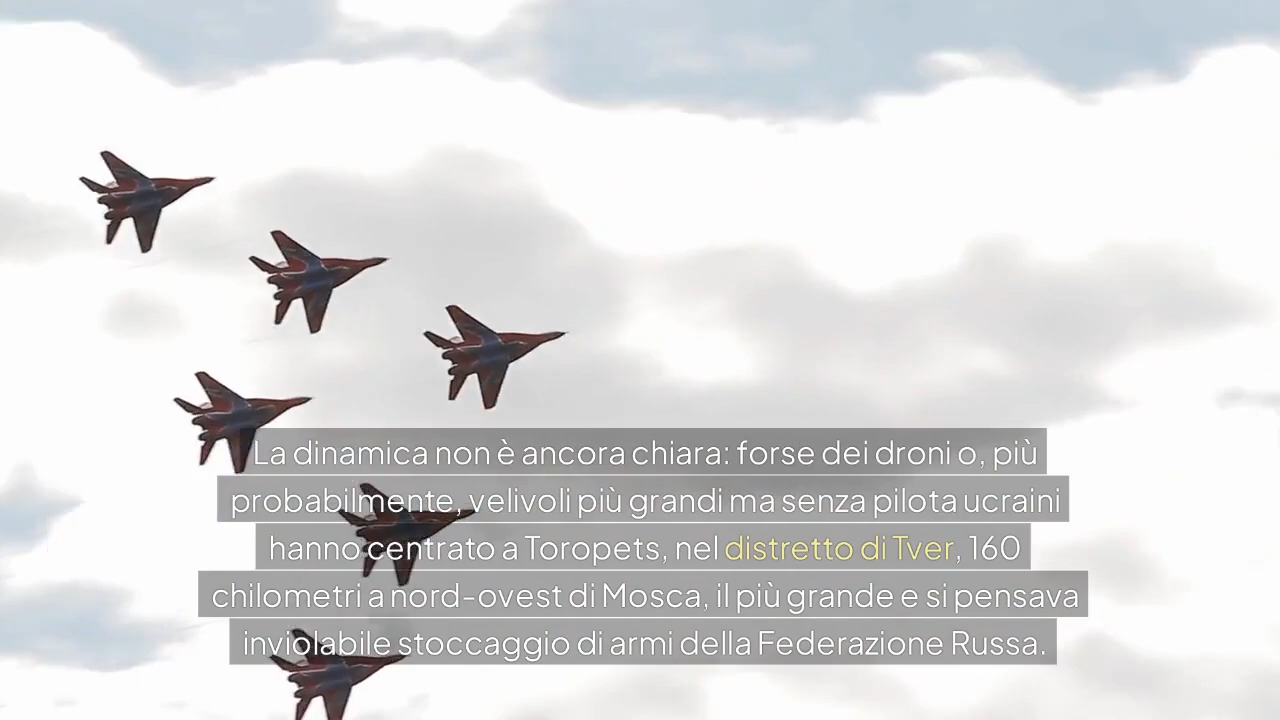 La dinamica non è ancora chiara: forse dei droni o, più
probabilmente, velivoli più grandi ma senza pilota ucraini
hanno centrato a Toropets, nel distretto di Tver, 160
chilometri a nord-ovest di Mosca, il più grande e si pensava
inviolabile stoccaggio di armi della Federazione Russa.